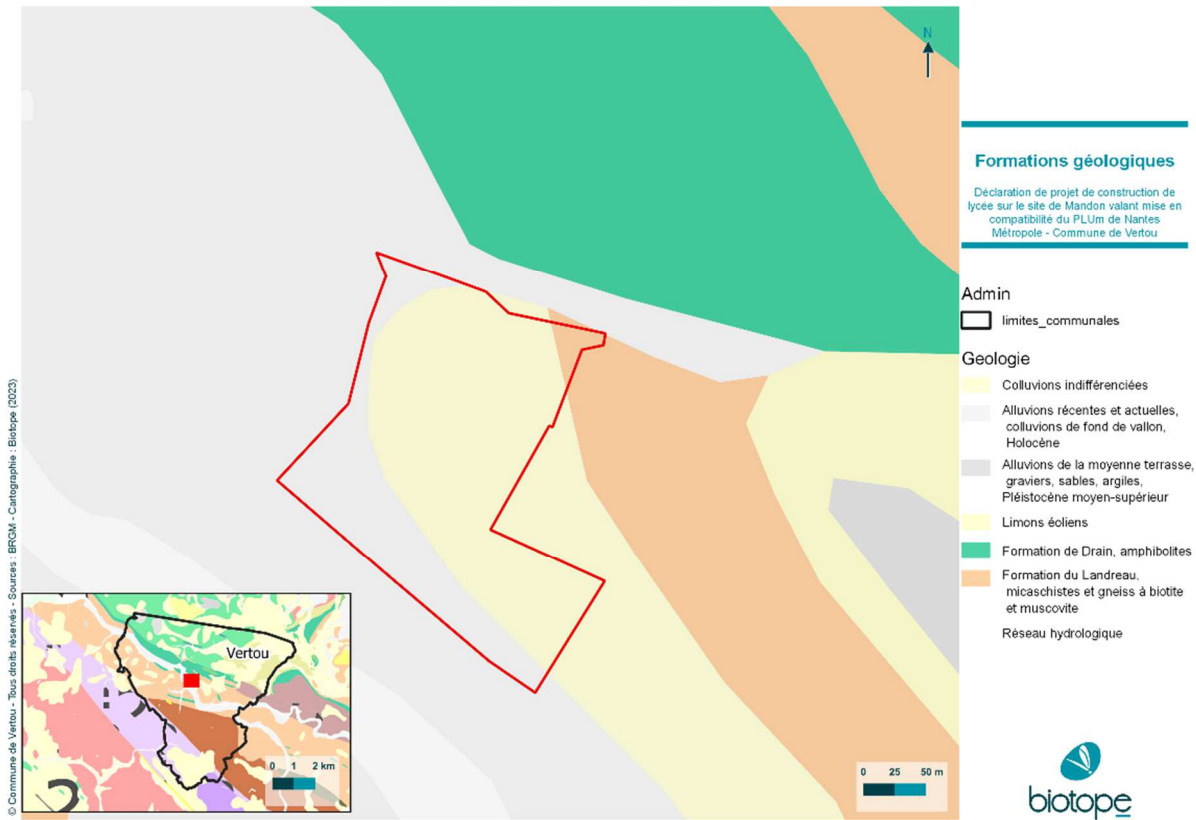 N
Formations géologiques
Déclaration de projet de construction de
lycée sur le site de Mandon valant mise en
compatibilité du PLUm de Nantes
Métropole - Commune de Vertou
Admin
limites_communales
Geologie
Colluvions indifférenciées
Alluvions récentes et actuelles,
colluvions de fond de vallon,
Holocène
Alluvions de la moyenne terrasse,
graviers, sables, argiles,
Pléistocène moyen-supérieur
Limons éoliens
Formation de Drain, amphibolites
Formation du Landreau,
micaschistes et gneiss à biotite
et muscovite
Réseau hydrologique
© Commune de Vertou - Tous droits réservés - Sources : BRGM - Cartographie : Biotope (2023)
Vertou
0 1 2 km
2
0 25 50 m
biotope